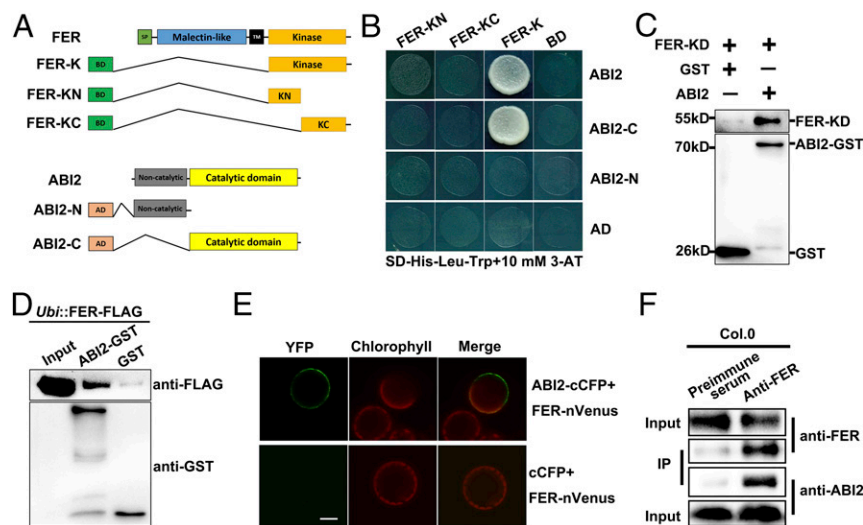 A
FER SP Malectin-like TM Kinase
FER-K BD Kinase
FER-KN BD KN
FER-KC BD KC
ABI2 Non-catalytic Catalytic domain
ABI2-N AD Non-catalytic
ABI2-C AD Catalytic domain
B
FER-KN FER-KC FER-K BD
ABI2
ABI2-C
ABI2-N
AD
SD-His-Leu-Trp+10 mM 3-AT
C
FER-KD + +
GST + —
ABI2 — +
55kD FER-KD
70kD ABI2-GST
26kD GST
D
Ubi::FER-FLAG
Input ABI2-GST GST
anti-FLAG
anti-GST
E
YFP Chlorophyll Merge
ABI2-cCFP+
FER-nVenus
cCFP+
FER-nVenus
F
Col.0
Preimmune
serum
Anti-FER
Input
anti-FER
IP
anti-ABI2
Input